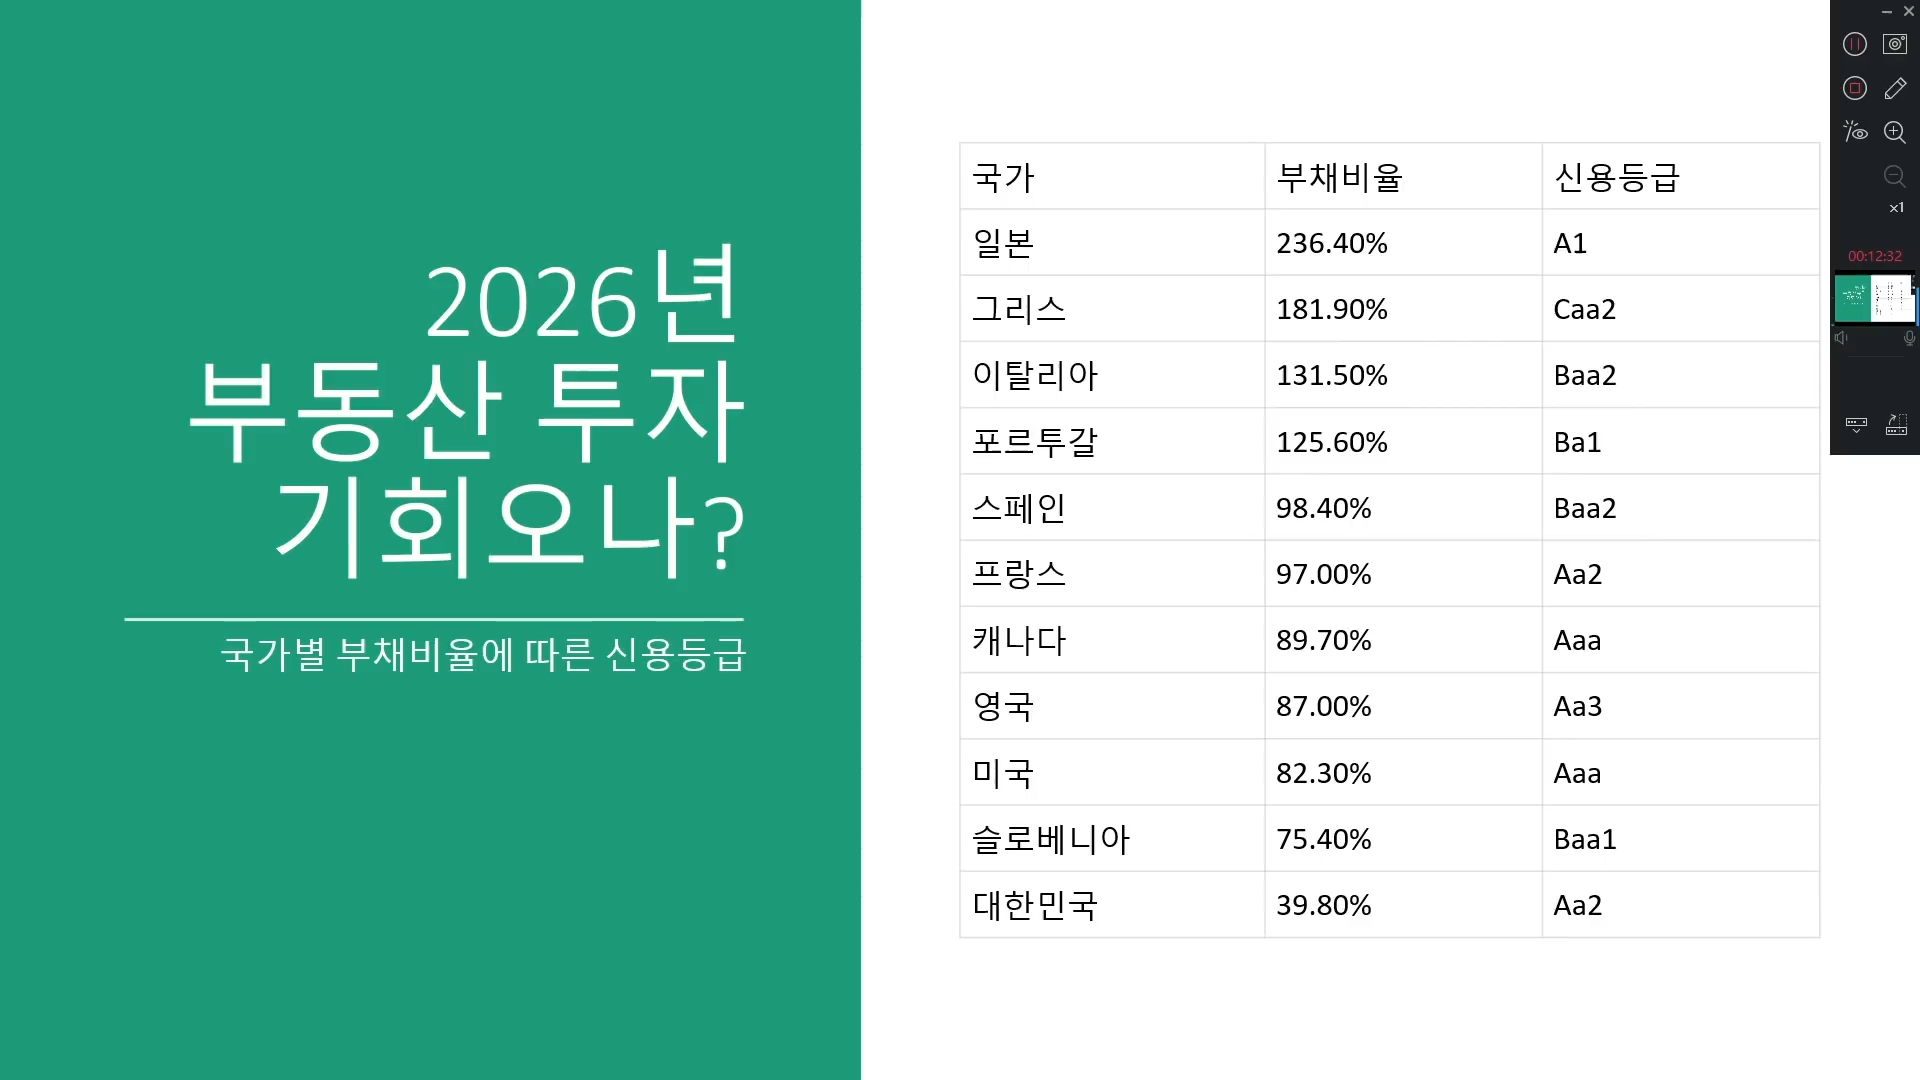 2026년
부동산 투자
기회오나?
국가별 부채비율에 따른 신용등급
국가 부채비율 신용등급
일본 236.40% A1
그리스 181.90% Caa2
이탈리아 131.50% Baa2
포르투갈 125.60% Ba1
스페인 98.40% Baa2
프랑스 97.00% Aa2
캐나다 89.70% Aaa
영국 87.00% Aa3
미국 82.30% Aaa
슬로베니아 75.40% Baa1
대한민국 39.80% Aa2
x1
00:12:32